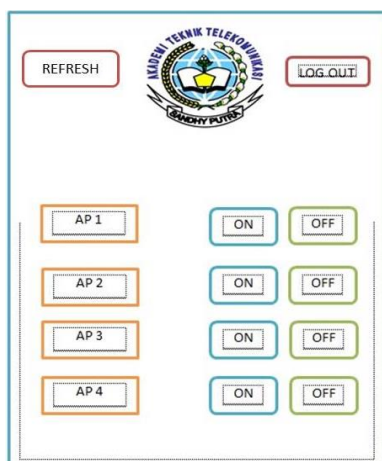 AKADEMI TEKNIK TELEKOMUNIKASI
REFRESH
LOG OUT
SANDHY PUTRA
AP 1 ON OFF
AP 2 ON OFF
AP 3 ON OFF
AP 4 ON OFF